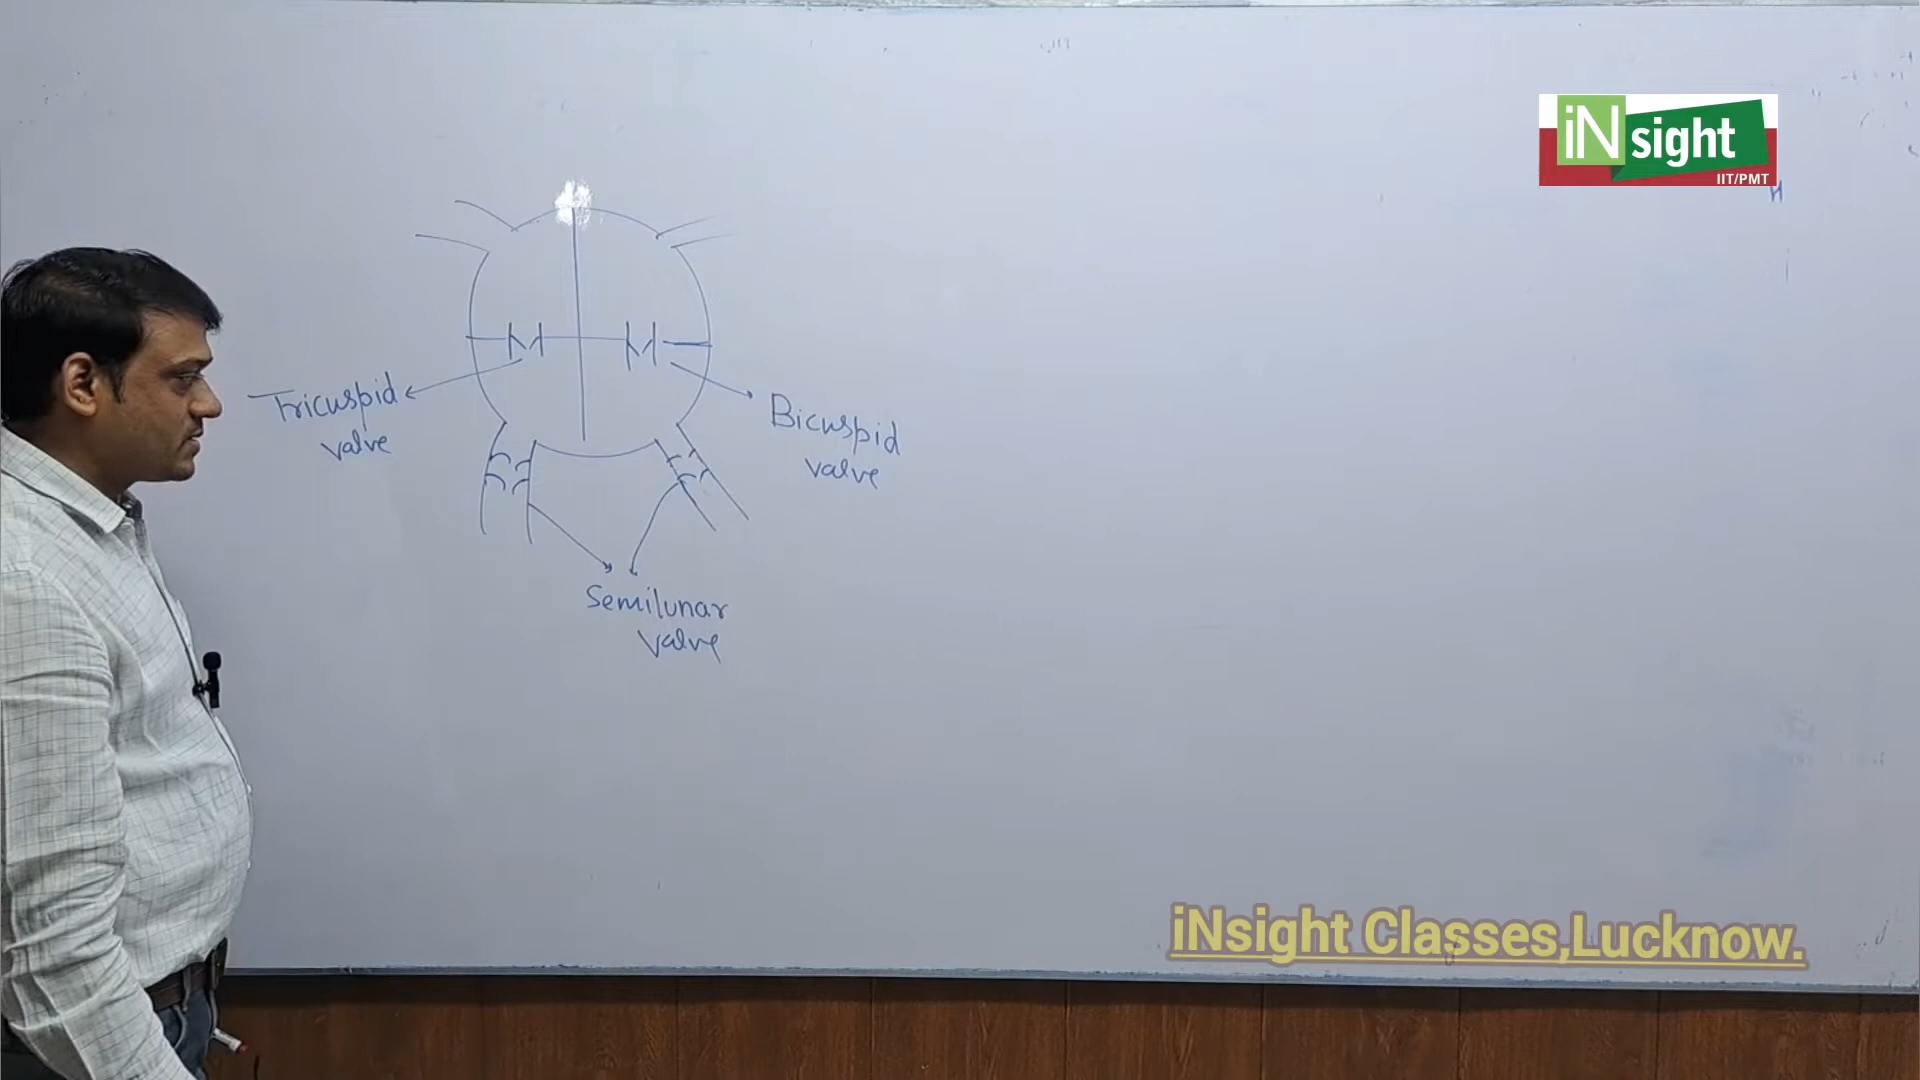 iNsight
IIT/PMT
Tricuspid
valve
Bicuspid
valve
Semilunar
valve
iNsight Classes,Lucknow.